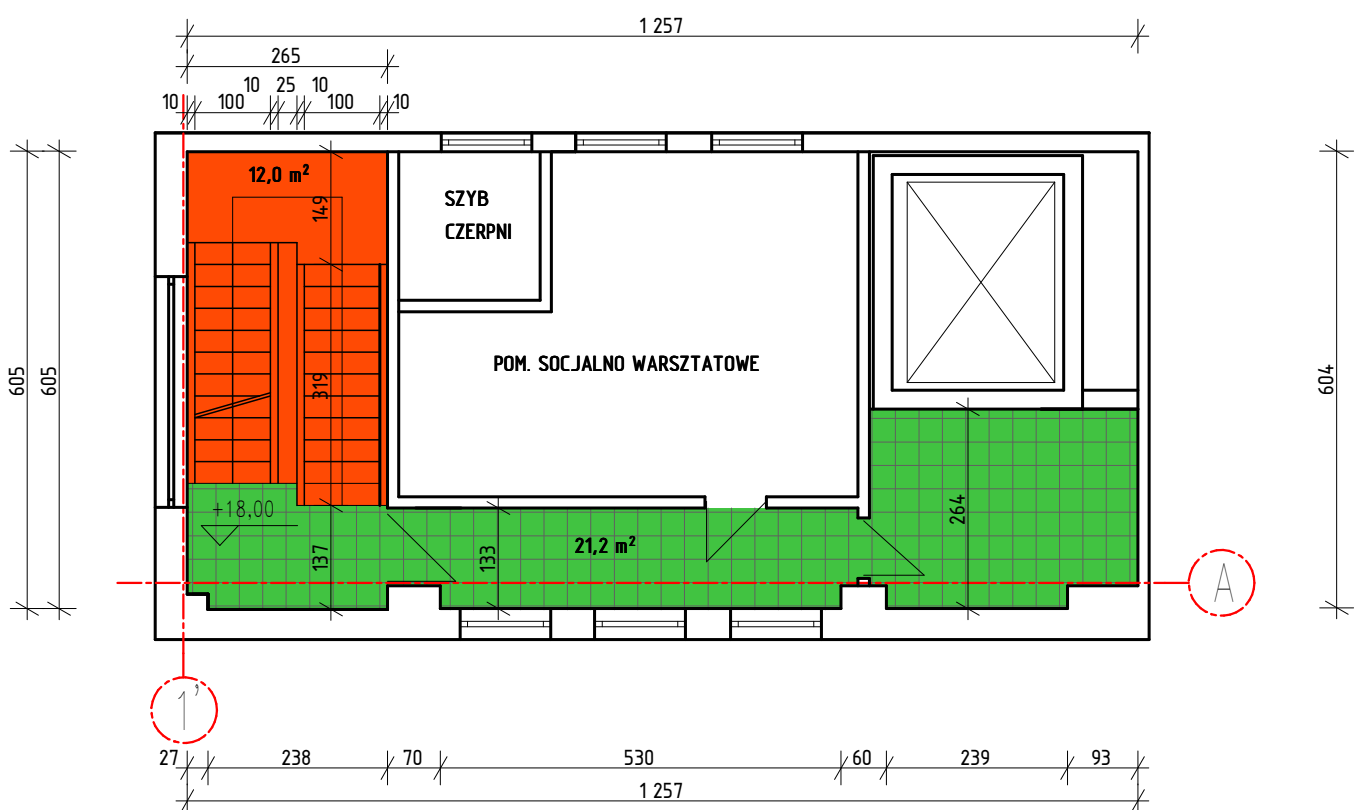 1 257
265
10 25 10
10 100 100 10
12,0 m²
149
SZYB
CZERPNI
605
605
319
POM. SOCJALNO WARSZTATOWE
604
+18,00
137
133
21,2 m²
264
A
1'
27 238 70 530 60 239 93
1 257